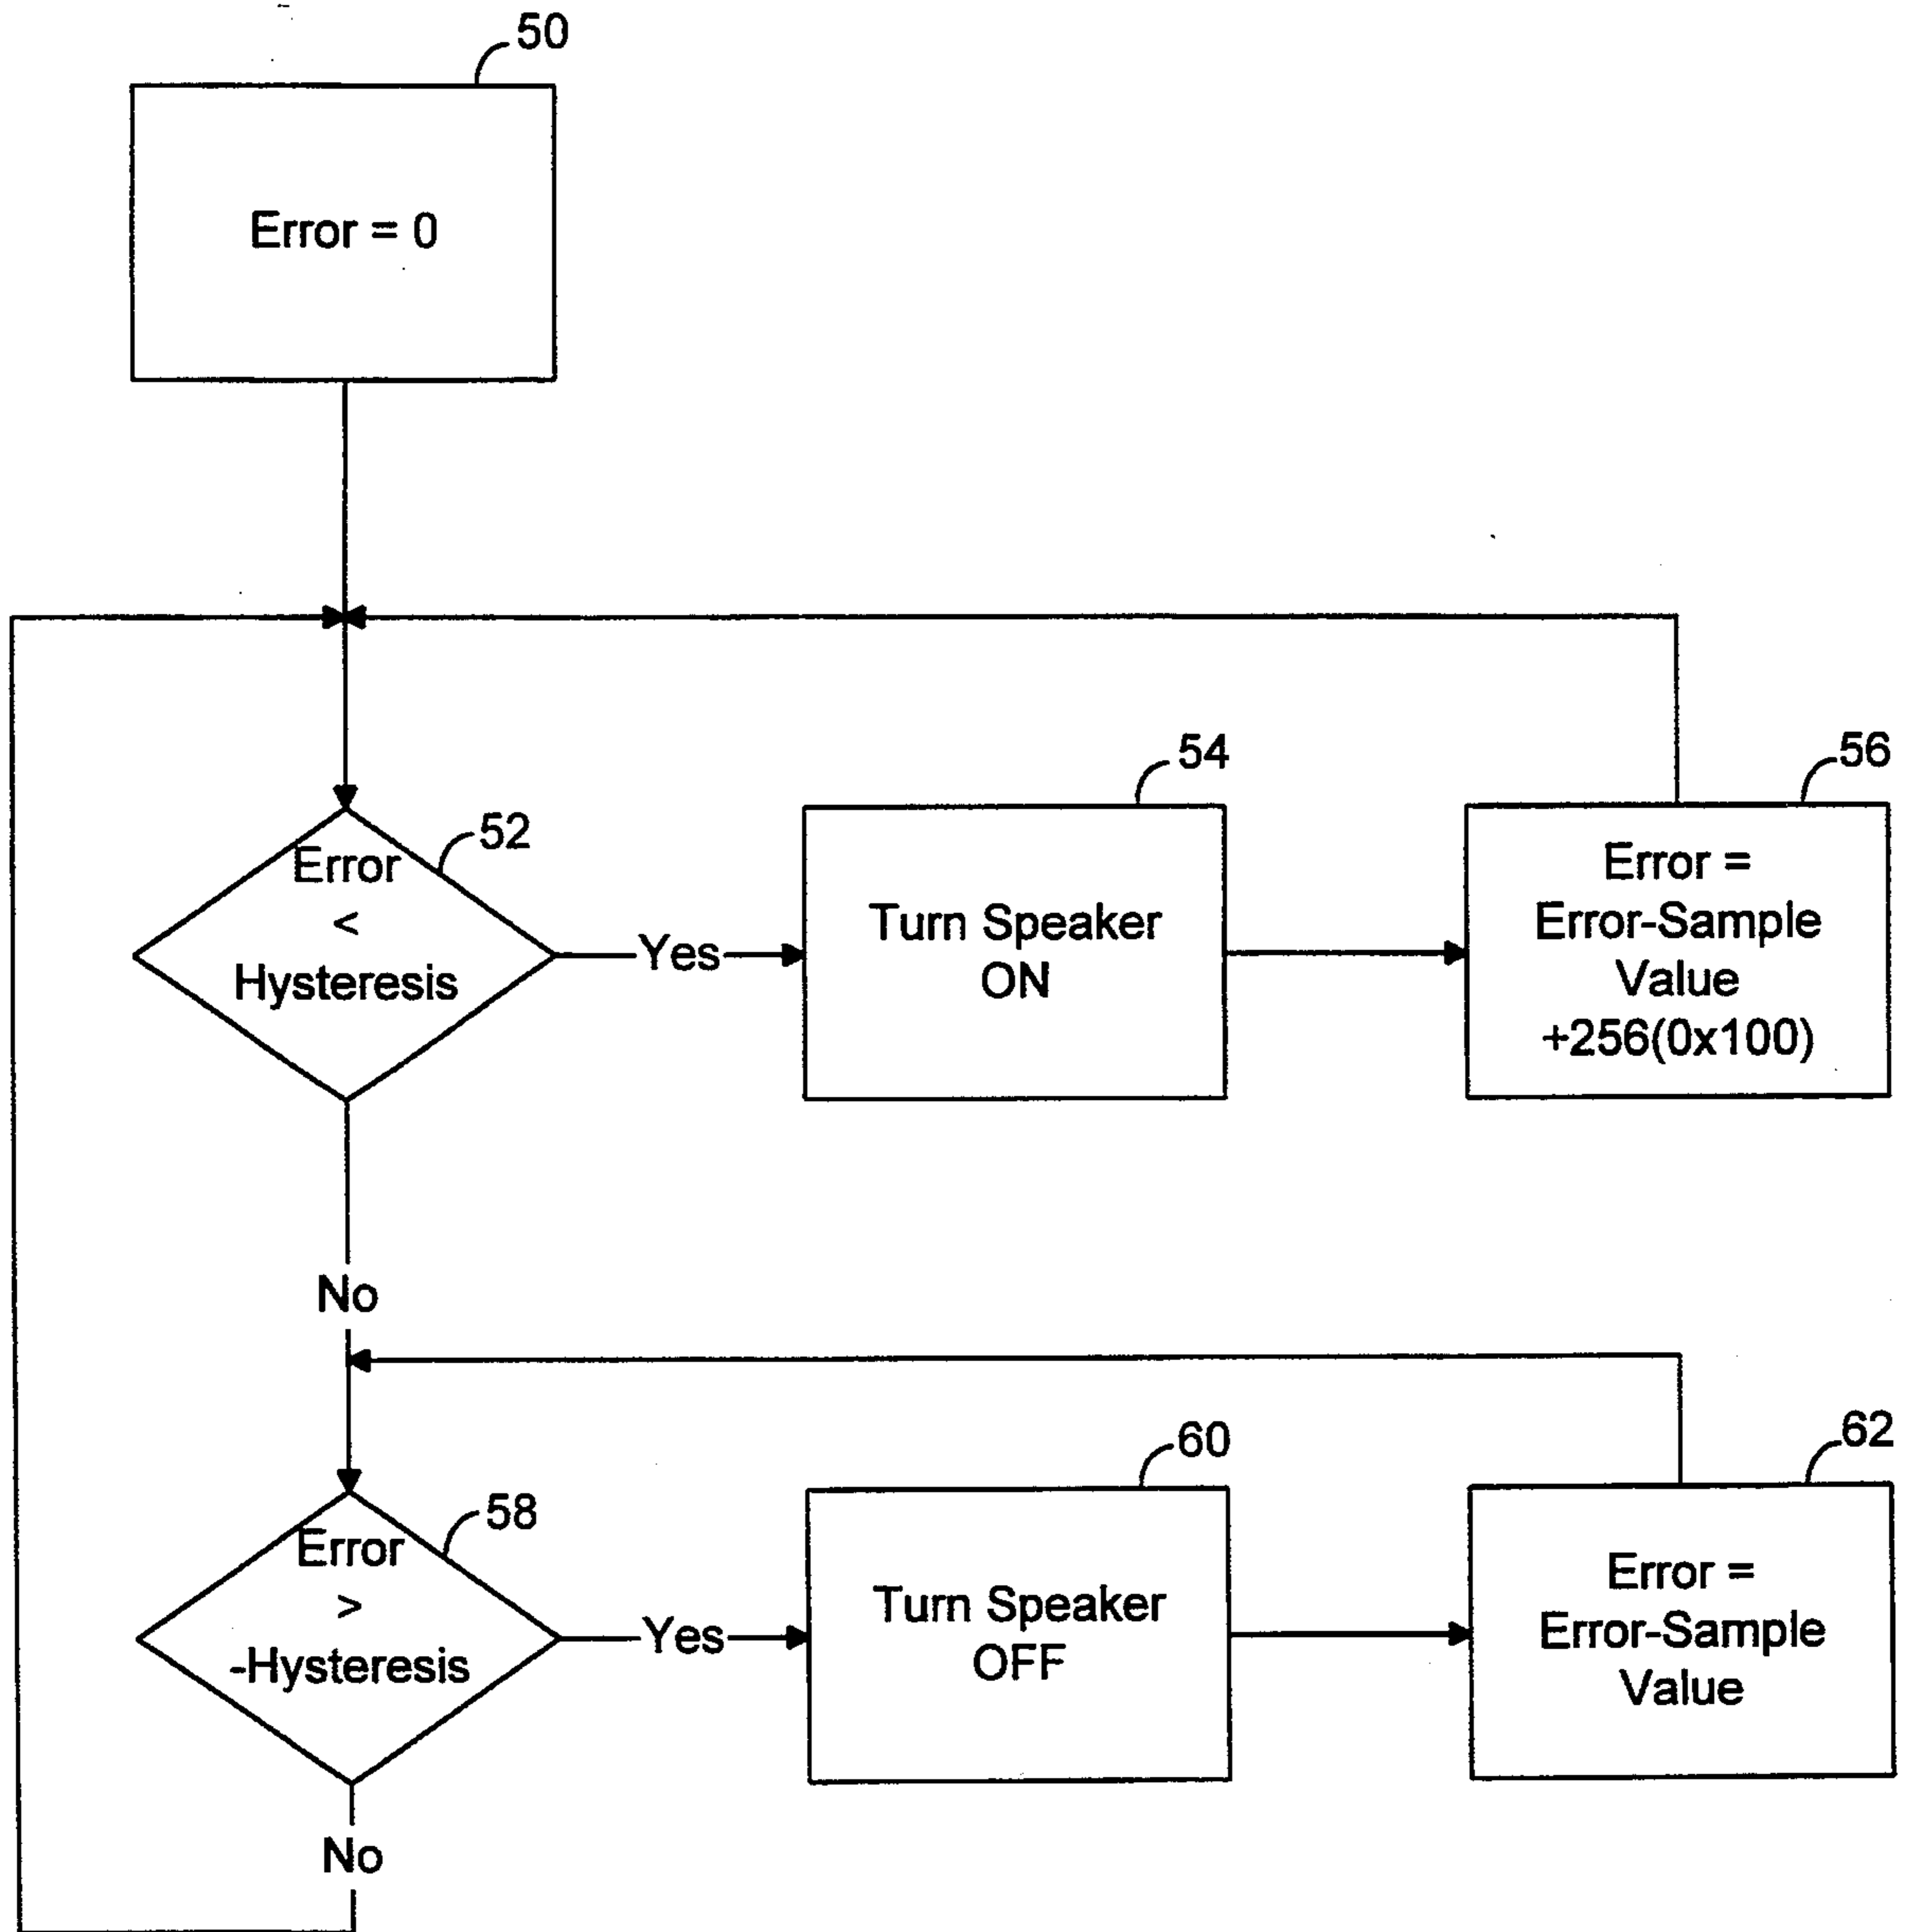 50
Error = 0
52
Error
<
Hysteresis
Yes
54
Turn Speaker
ON
56
Error =
Error-Sample
Value
+256(0x100)
No
58
Error
>
-Hysteresis
Yes
60
Turn Speaker
OFF
62
Error =
Error-Sample
Value
No